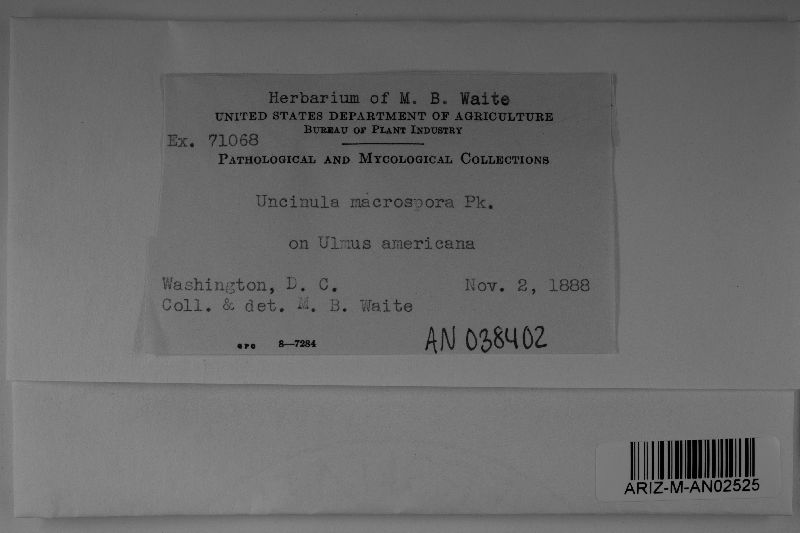 Herbarium of M. B. Waite
UNITED STATES DEPARTMENT OF AGRICULTURE
BUREAU OF PLANT INDUSTRY
Ex. 71068
PATHOLOGICAL AND MYCOLOGICAL COLLECTIONS
Uncinula macrospora Pk.
on Ulmus americana
Washington, D. C. Nov. 2, 1888
Coll. & det. M. B. Waite
GPO 8—7284
AN 038402
ARIZ-M-AN02525